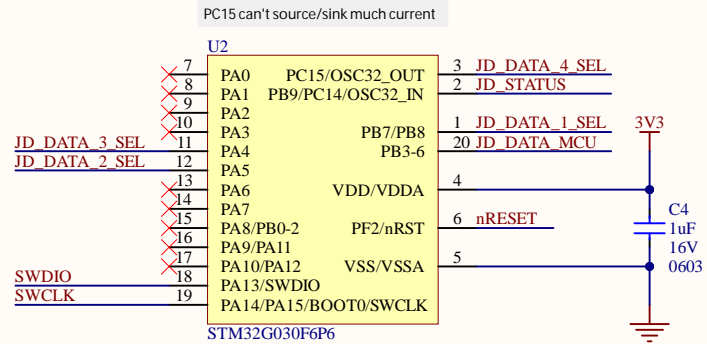 PC15 can't source/sink much current
U2
7 PA0 PC15/OSC32_OUT 3 JD_DATA_4_SEL
8 PA1 PB9/PC14/OSC32_IN 2 JD_STATUS
9 PA2
10 PA3 PB7/PB8 1 JD_DATA_1_SEL 3V3
JD_DATA_3_SEL 11 PA4 PB3-6 20 JD_DATA_MCU
JD_DATA_2_SEL 12 PA5
13 PA6 VDD/VDDA 4
14 PA7 C4
15 PA8/PB0-2 PF2/nRST 6 nRESET 1uF
16 PA9/PA11 16V
17 PA10/PA12 VSS/VSSA 5 0603
SWDIO 18 PA13/SWDIO
SWCLK 19 PA14/PA15/BOOT0/SWCLK
STM32G030F6P6